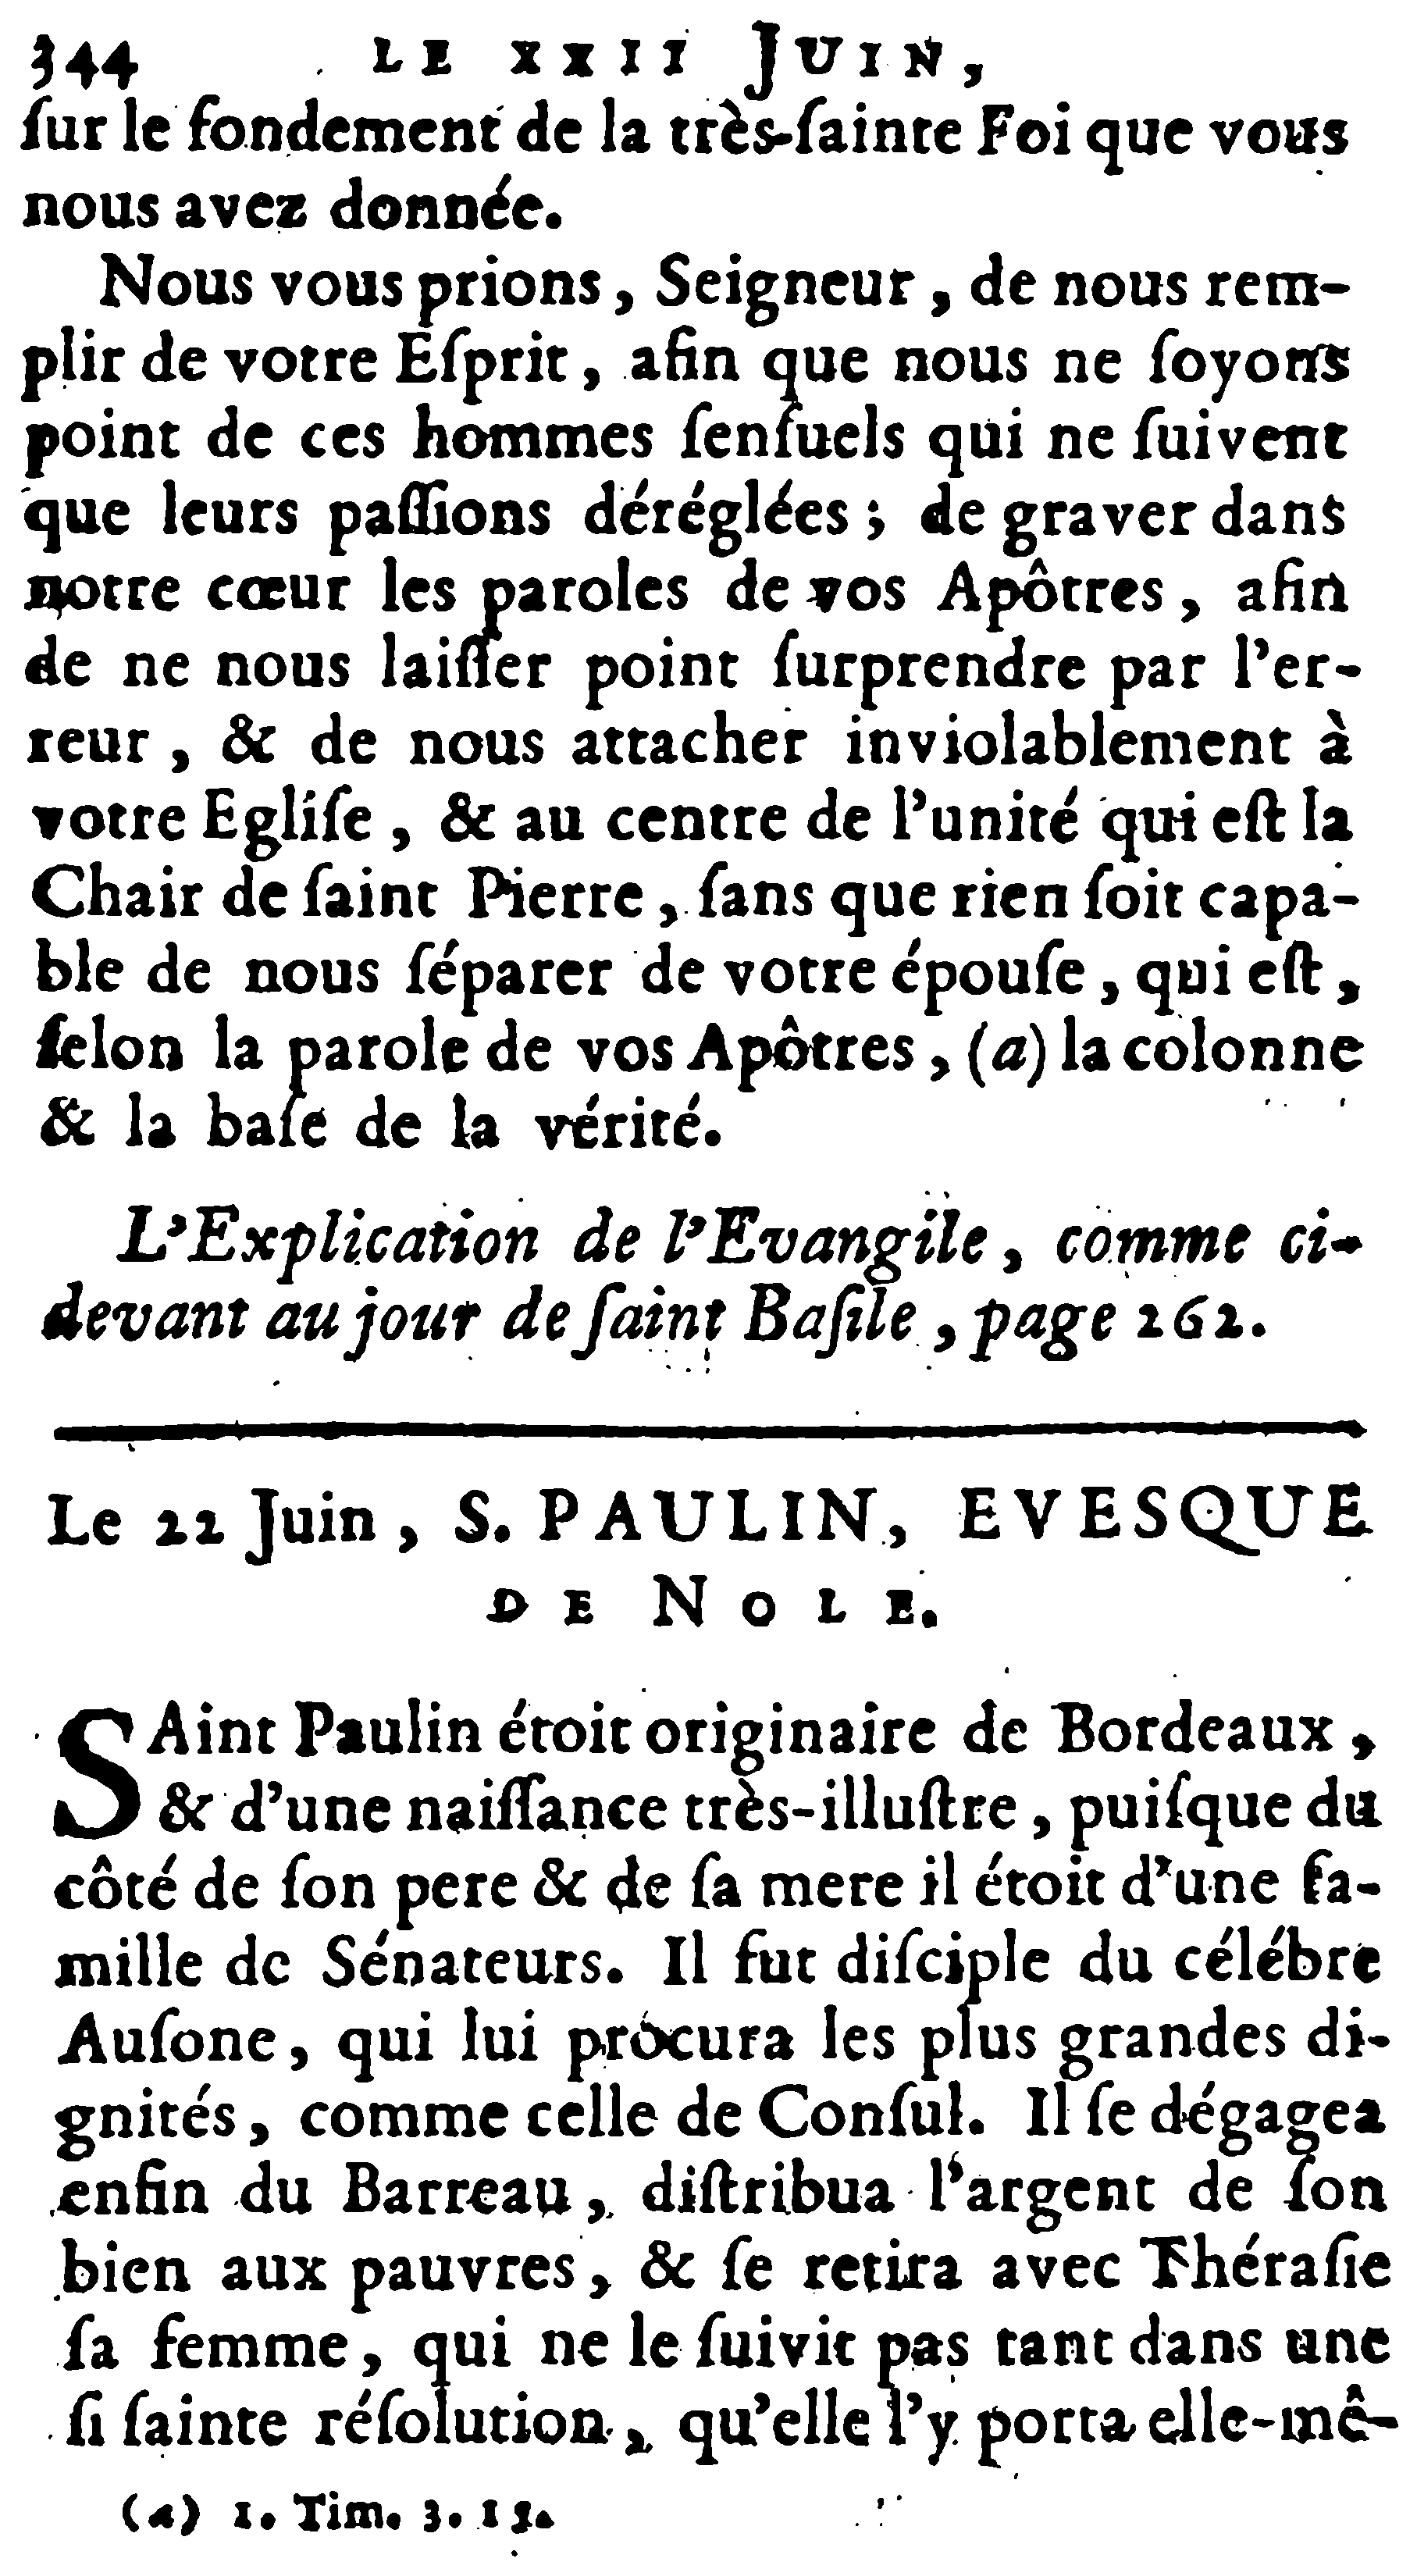 344 LE XXII JUIN,
ſur le fondement de la très-ſainte Foi que vous
nous avez donnée.
Nous vous prions, Seigneur, de nous rem-
plir de votre Eſprit, afin que nous ne ſoyons
point de ces hommes ſenſuels qui ne ſuivent
que leurs paſſions déréglées ; de graver dans
notre cœur les paroles de vos Apôtres, afin
de ne nous laiſſer point ſurprendre par l'er-
reur, & de nous attacher inviolablement à
votre Egliſe, & au centre de l'unité qui eſt la
Chair de ſaint Pierre, ſans que rien ſoit capa-
ble de nous ſéparer de votre épouſe, qui eſt,
ſelon la parole de vos Apôtres, (a) la colonne
& la baſe de la vérité.
L'Explication de l'Evangile, comme ci-
devant au jour de ſaint Baſile, page 262.
Le 22 Juin, S. PAULIN, EVESQUE
DE NOLE.
SAint Paulin étoit originaire de Bordeaux,
& d'une naiſſance très-illuſtre, puiſque du
côté de ſon pere & de ſa mere il étoit d'une fa-
mille de Sénateurs. Il fut diſciple du célébre
Auſone, qui lui procura les plus grandes di-
gnités, comme celle de Conſul. Il ſe dégagea
enfin du Barreau, diſtribua l'argent de ſon
bien aux pauvres, & ſe retira avec Théraſie
ſa femme, qui ne le ſuivit pas tant dans une
ſi ſainte réſolution, qu'elle l'y porta elle-mê-
(a) 1. Tim. 3. 15.